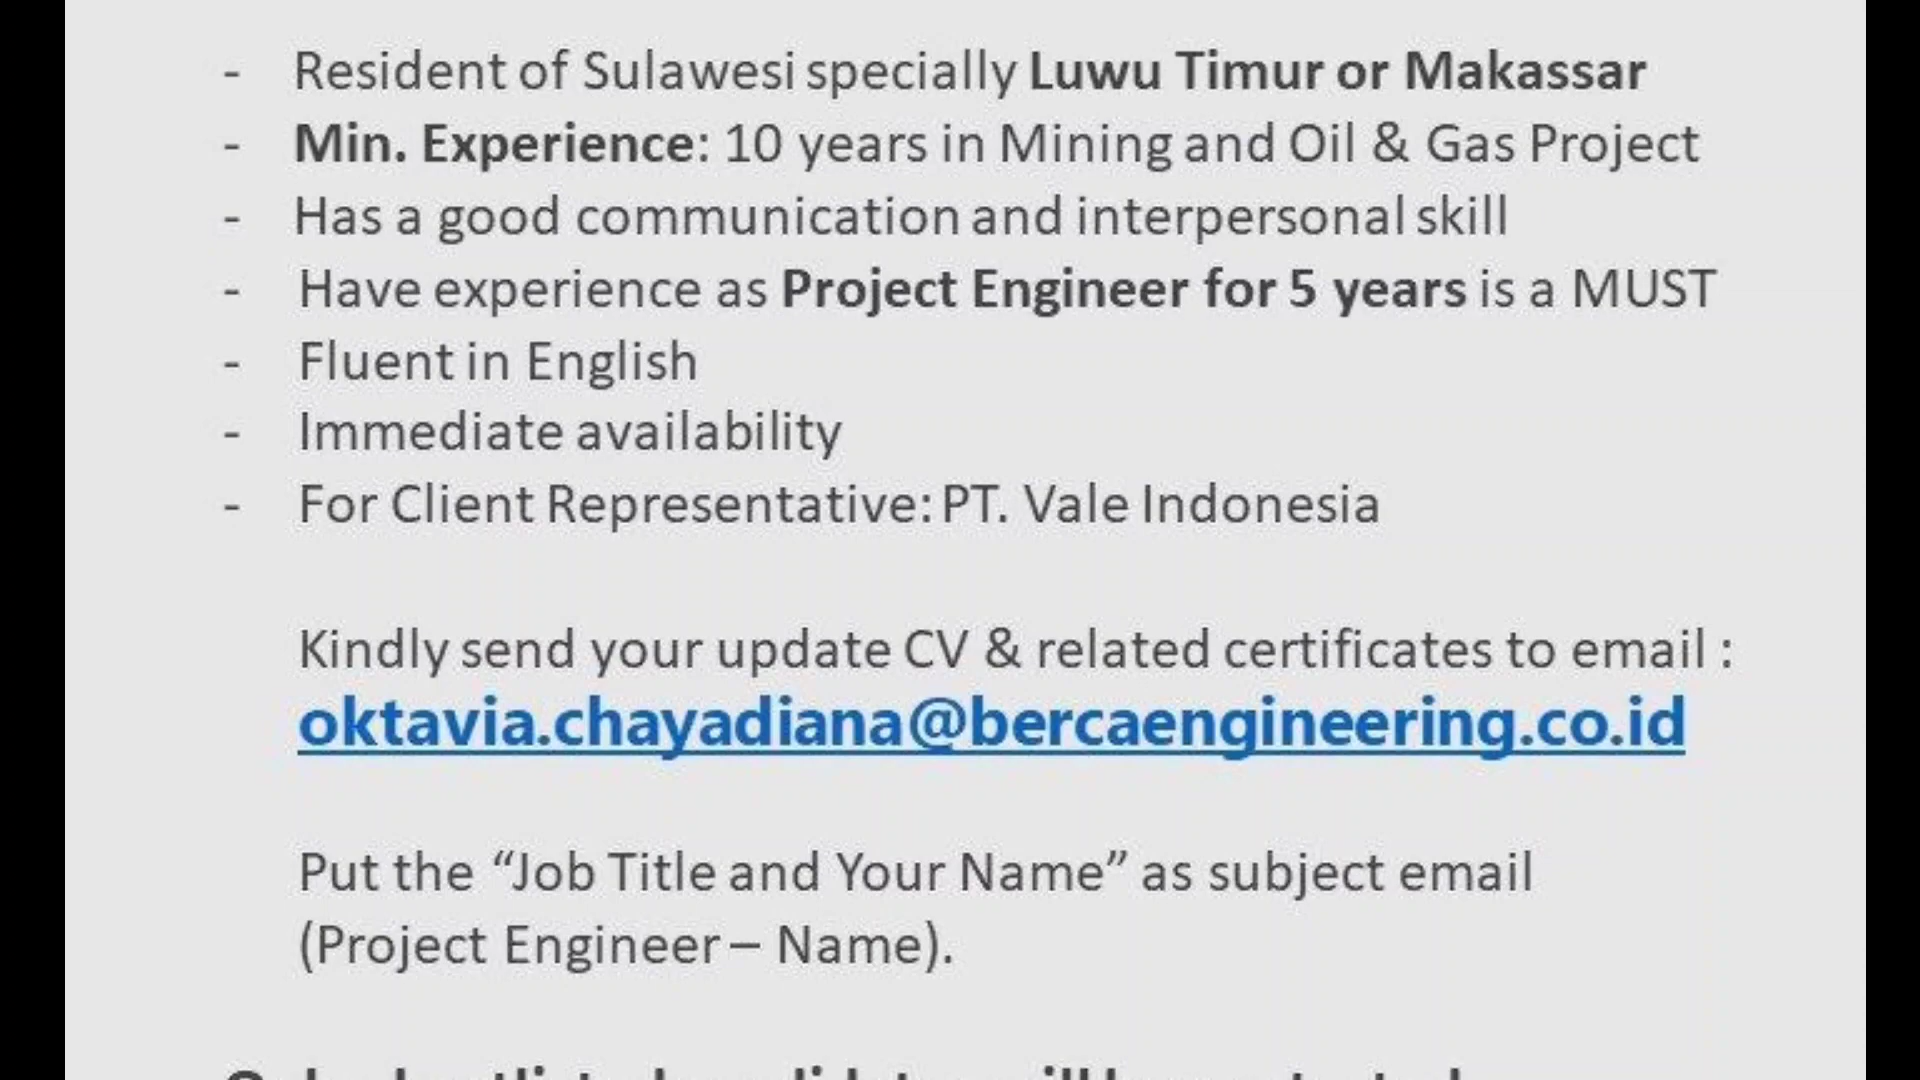 - Resident of Sulawesi specially Luwu Timur or Makassar
- Min. Experience: 10 years in Mining and Oil & Gas Project
- Has a good communication and interpersonal skill
- Have experience as Project Engineer for 5 years is a MUST
- Fluent in English
- Immediate availability
- For Client Representative: PT. Vale Indonesia
Kindly send your update CV & related certificates to email :
oktavia.chayadiana@bercaengineering.co.id
Put the “Job Title and Your Name” as subject email
(Project Engineer – Name).